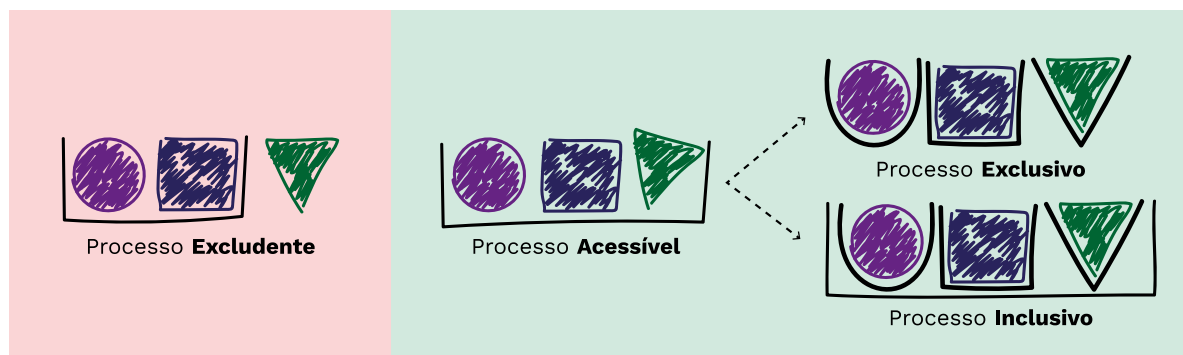 Processo Excludente
Processo Acessível
Processo Exclusivo
Processo Inclusivo